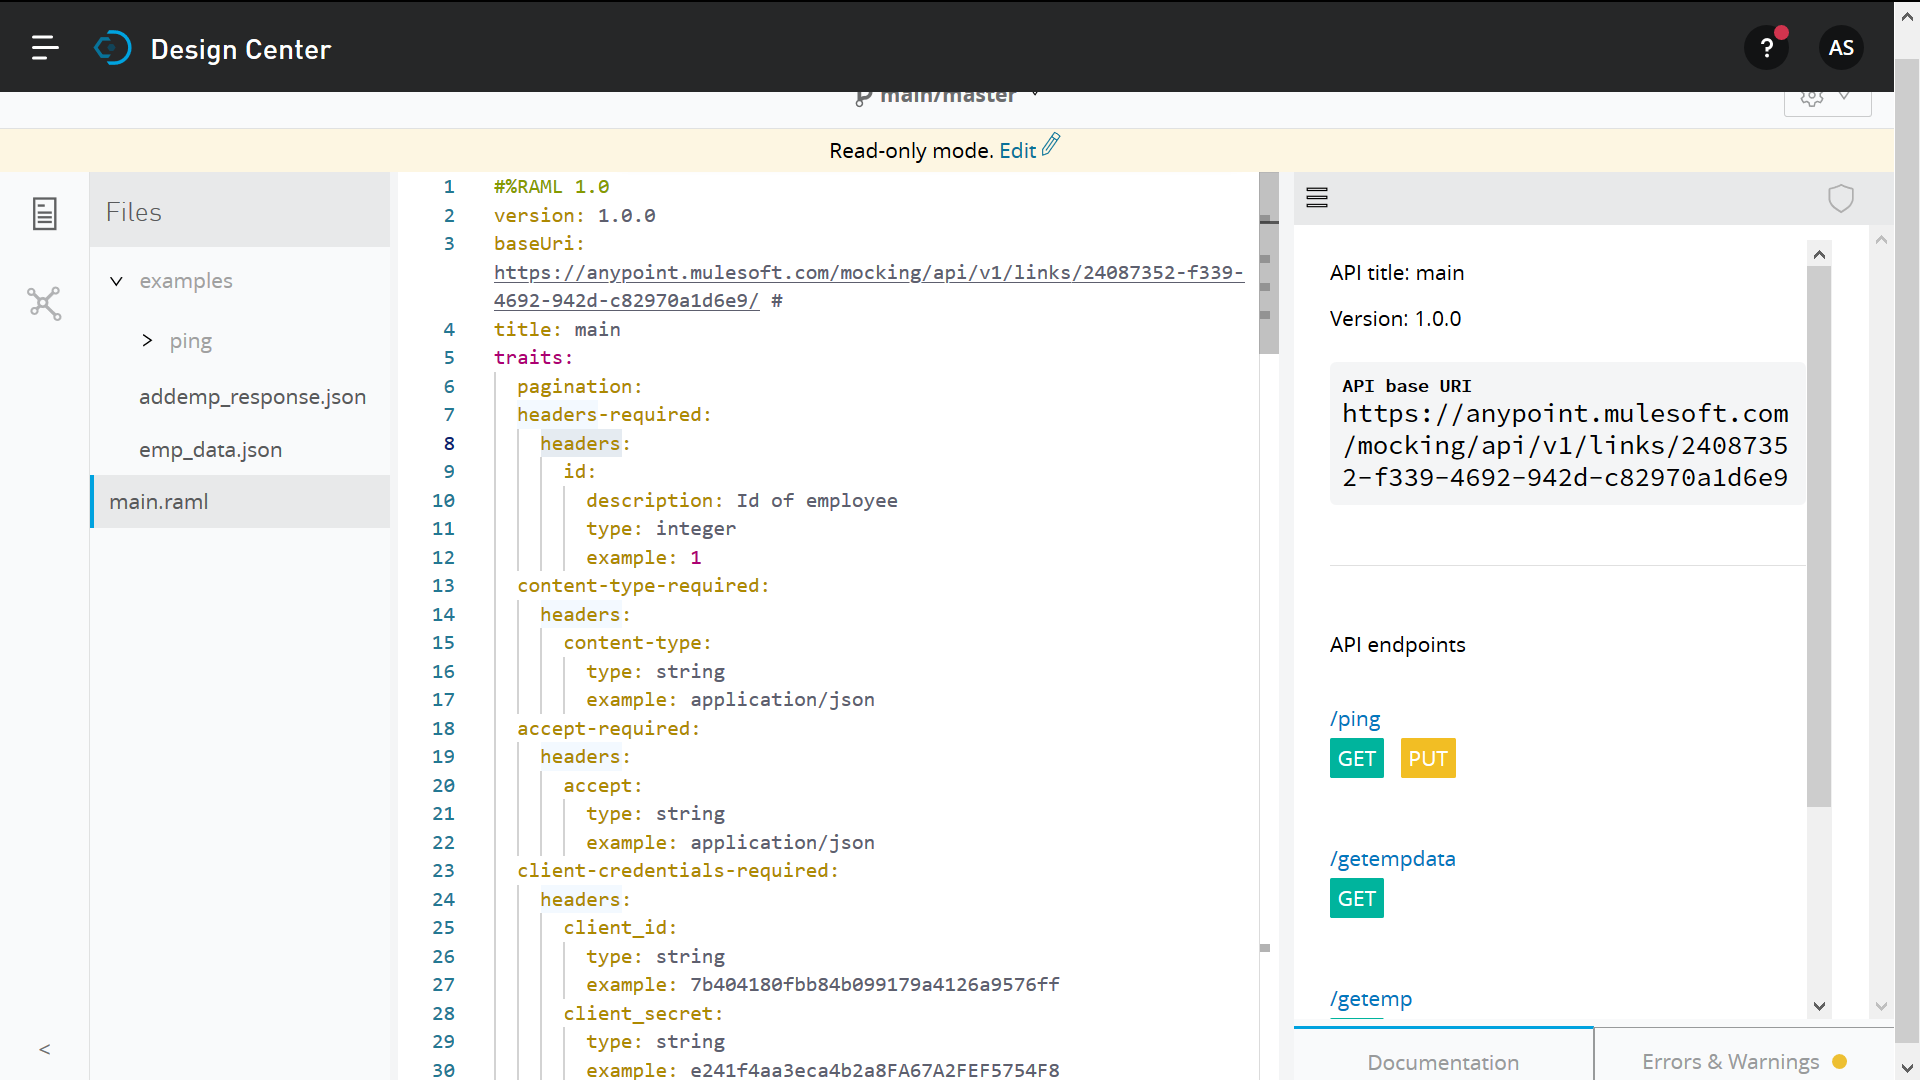 Design Center
?
AS
main/master
Read-only mode. Edit
Files
examples
ping
addemp_response.json
emp_data.json
main.raml
<
1 #%RAML 1.0
2 version: 1.0.0
3 baseUri:
https://anypoint.mulesoft.com/mocking/api/v1/links/24087352-f339-
4692-942d-c82970a1d6e9/ #
4 title: main
5 traits:
6 pagination:
7 headers-required:
8 headers:
9 id:
10 description: Id of employee
11 type: integer
12 example: 1
13 content-type-required:
14 headers:
15 content-type:
16 type: string
17 example: application/json
18 accept-required:
19 headers:
20 accept:
21 type: string
22 example: application/json
23 client-credentials-required:
24 headers:
25 client_id:
26 type: string
27 example: 7b404180fbb84b099179a4126a9576ff
28 client_secret:
29 type: string
30 example: e241f4aa3eca4b2a8FA67A2FEF5754F8
API title: main
Version: 1.0.0
API base URI
https://anypoint.mulesoft.com
/mocking/api/v1/links/2408735
2-f339-4692-942d-c82970a1d6e9
API endpoints
/ping
GET PUT
/getempdata
GET
/getemp
Documentation
Errors & Warnings